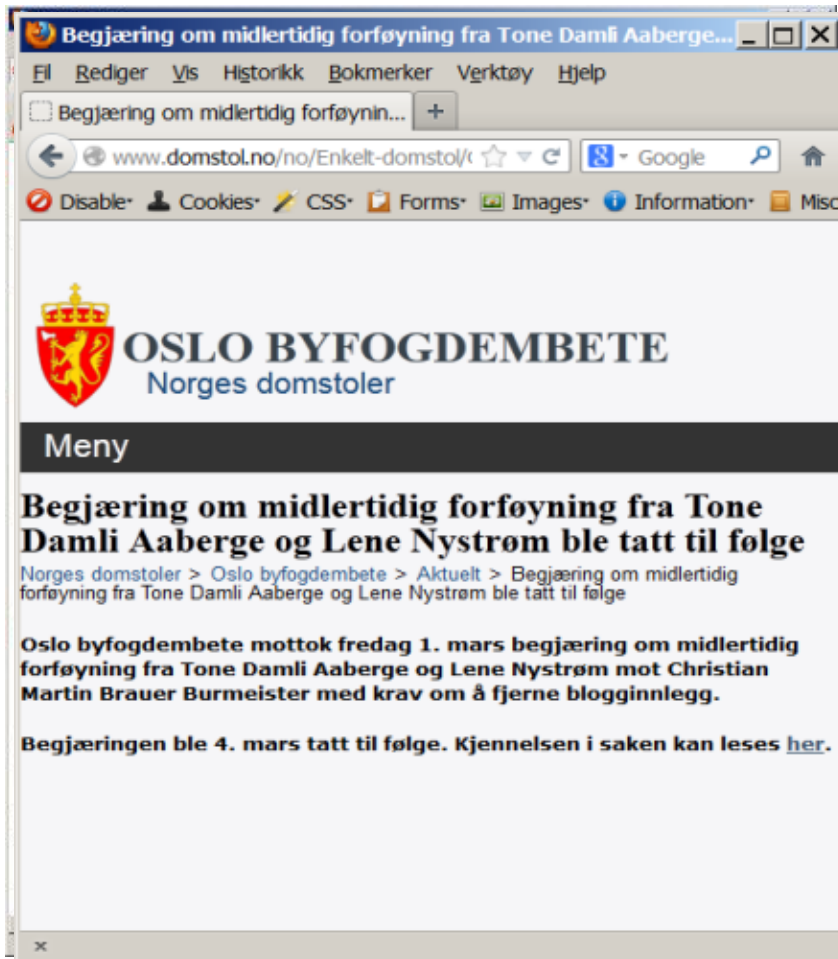 Begjæring om midlertidig forføyning fra Tone Damli Aaberge...
Fil Rediger Vis Historikk Bokmerker Verktøy Hjelp
Begjæring om midlertidig forføynin... +
www.domstol.no/no/Enkelt-domstol/ Google
Disable Cookies CSS Forms Images Information Misc
OSLO BYFOGDEMBETE
Norges domstoler
Meny
Begjæring om midlertidig forføyning fra Tone
Damli Aaberge og Lene Nystrøm ble tatt til følge
Norges domstoler > Oslo byfogdembete > Aktuelt > Begjæring om midlertidig
forføyning fra Tone Damli Aaberge og Lene Nystrøm ble tatt til følge
Oslo byfogdembete mottok fredag 1. mars begjæring om midlertidig
forføyning fra Tone Damli Aaberge og Lene Nystrøm mot Christian
Martin Brauer Burmeister med krav om å fjerne blogginnlegg.
Begjæringen ble 4. mars tatt til følge. Kjennelsen i saken kan leses her.